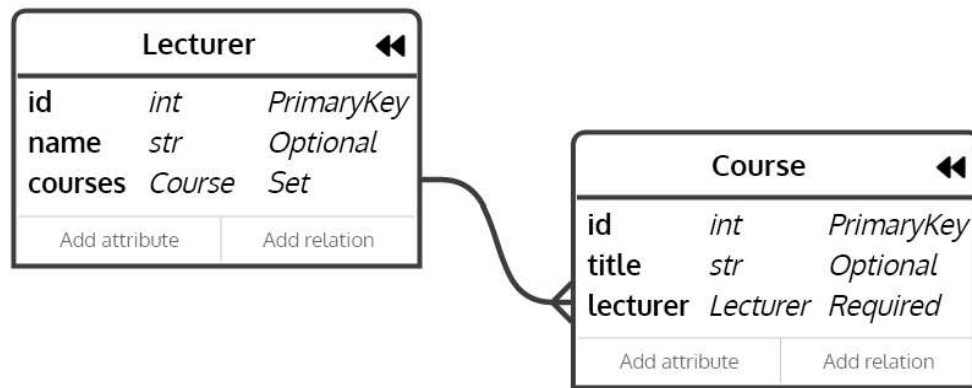 Lecturer
id int PrimaryKey
name str Optional
courses Course Set
Add attribute Add relation
Course
id int PrimaryKey
title str Optional
lecturer Lecturer Required
Add attribute Add relation